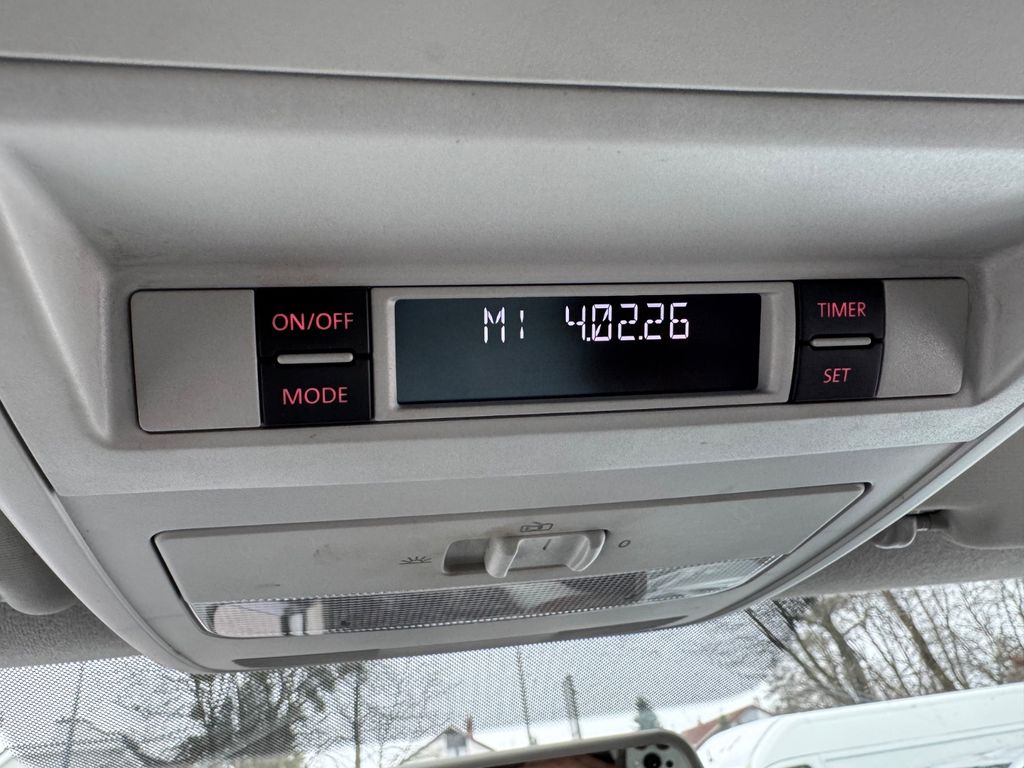 ON/OFF
MODE
MI 4.02.26
TIMER
SET
I
O